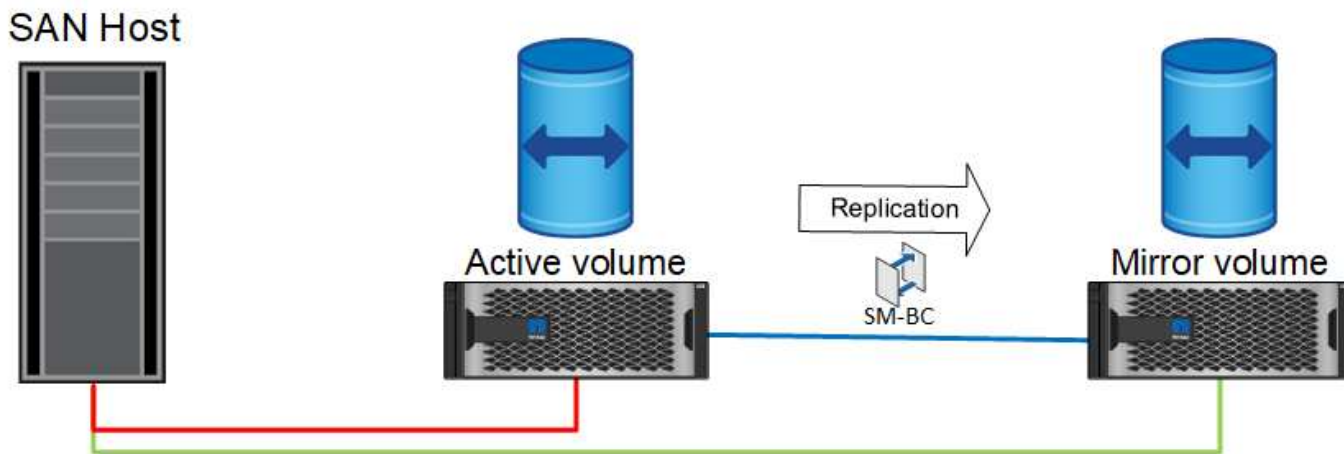 SAN Host
Replication
Active volume
Mirror volume
SM-BC